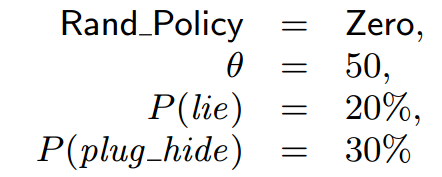 Rand_Policy = Zero,
θ = 50,
P(lie) = 20%,
P(plug_hide) = 30%